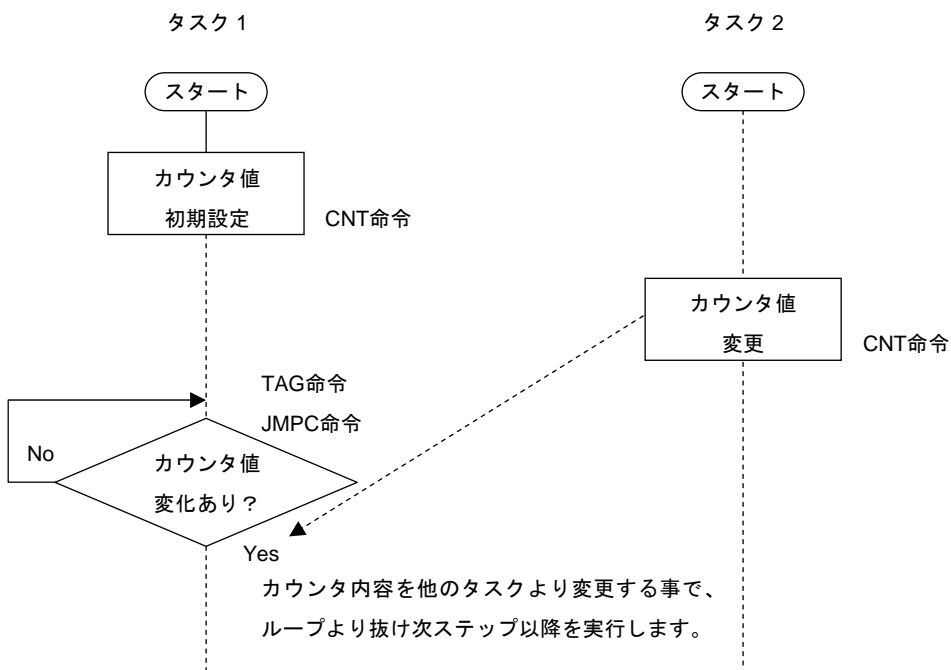 タスク 1
タスク 2
スタート
スタート
カウンタ値
初期設定
CNT命令
カウンタ値
変更
CNT命令
TAG命令
JMPC命令
No
カウンタ値
変化あり？
Yes
カウンタ内容を他のタスクより変更する事で、
ループより抜け次ステップ以降を実行します。